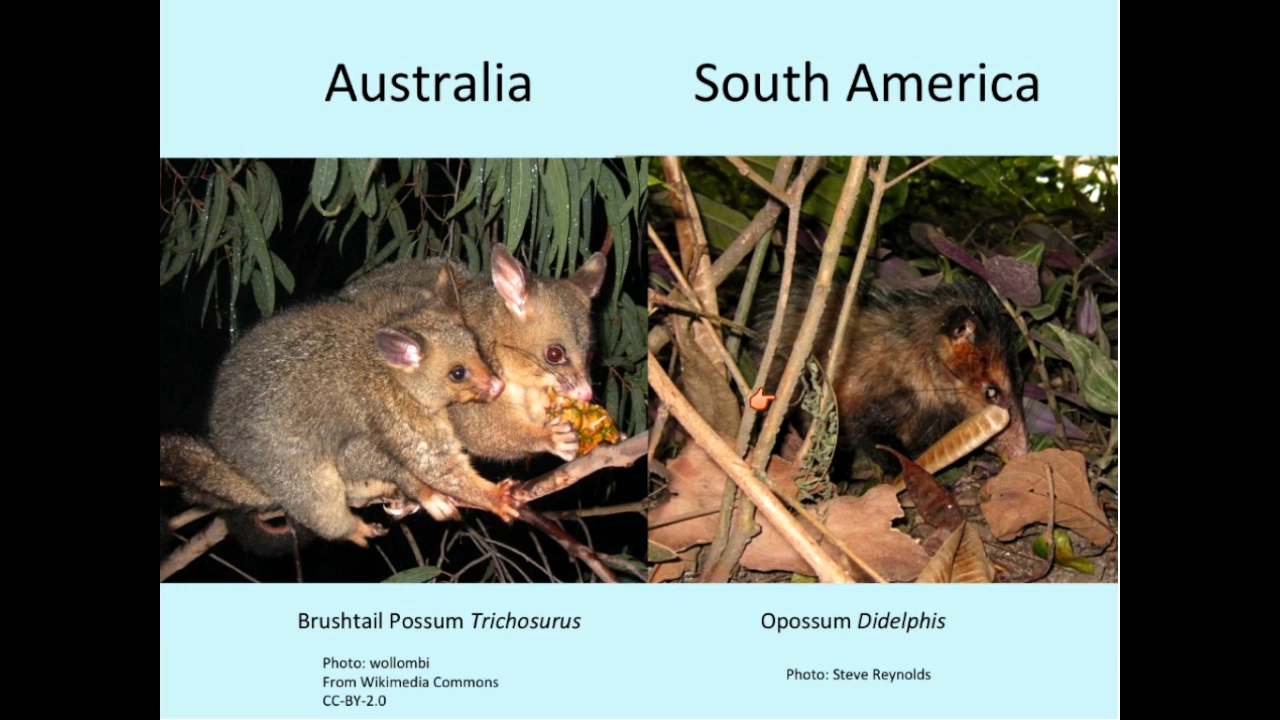 Australia
South America
Brushtail Possum Trichosurus
Opossum Didelphis
Photo: wollombi
From Wikimedia Commons
CC-BY-2.0
Photo: Steve Reynolds